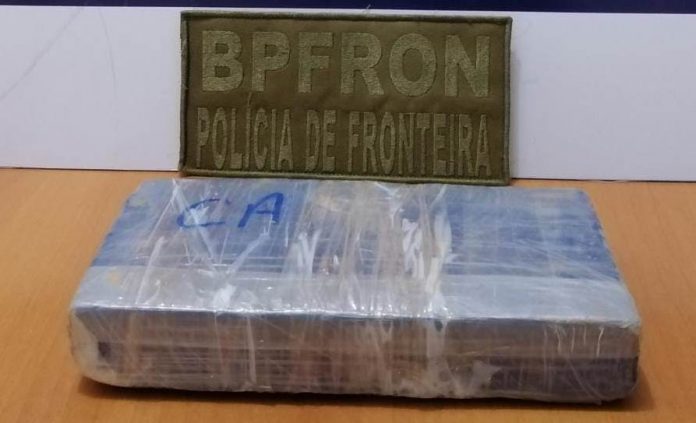 BPFRON
POLÍCIA DE FRONTEIRA
CA